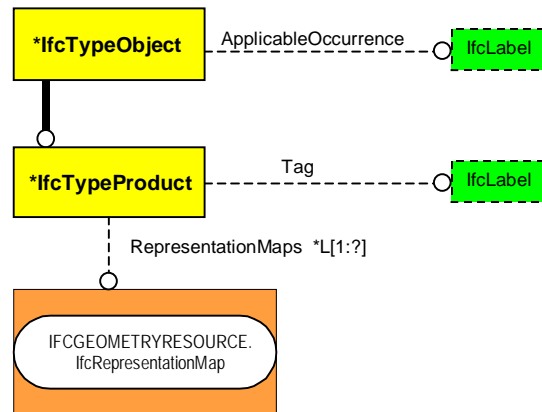 *IfcTypeObject
ApplicableOccurrence
IfcLabel
*IfcTypeProduct
Tag
IfcLabel
RepresentationMaps *L[1:?]
IFCGEOMETRYRESOURCE.
IfcRepresentationMap